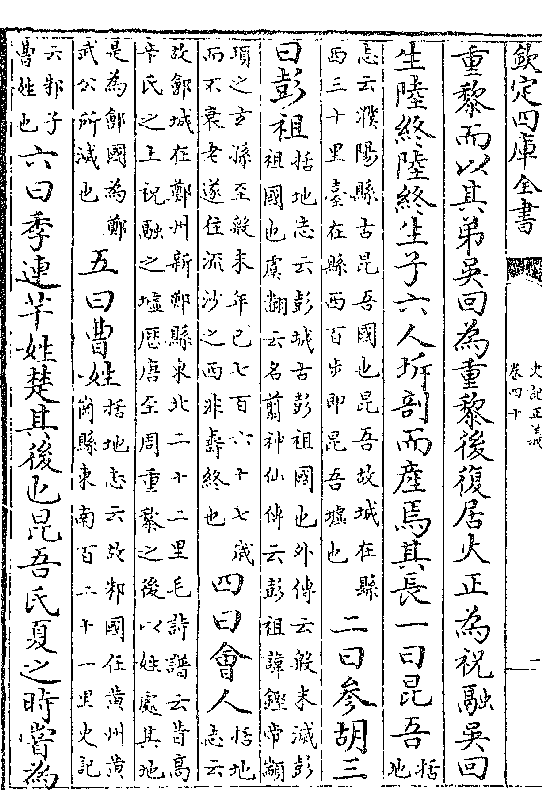 欽定四庫全書
史記正義
卷四十
一
重黎而以其弟吳回為重黎後復居火正為祝融吳回
生陸終陸終生子六人坼剖而產焉其長一曰昆吾括地
志云濮陽縣古昆吾國也昆吾故城在縣
西三十里臺在縣西百步即昆吾墟也
二曰參胡三
曰彭祖
括地志云彭城古彭祖國也外傳云殷末滅彭
祖國也虞翻云名翦神仙傳云彭祖諱鏗帝顓
頊之玄孫至殷末年已七百六十七歲
而不衰老遂往流沙之西非壽終也
四曰會人
括地
志云
故鄶城在鄭州新鄭縣東北二十二里毛詩譜云昔高
辛氏之土祝融之墟歷唐至周重黎之後妘姓處其地
是為鄶國為鄭
武公所滅也
五曰曹姓
括地志云故邾國在黃州黃
岡縣東南百二十一里史記
云邾子
曹姓也
六曰季連芊姓楚其後也昆吾氏夏之時嘗為